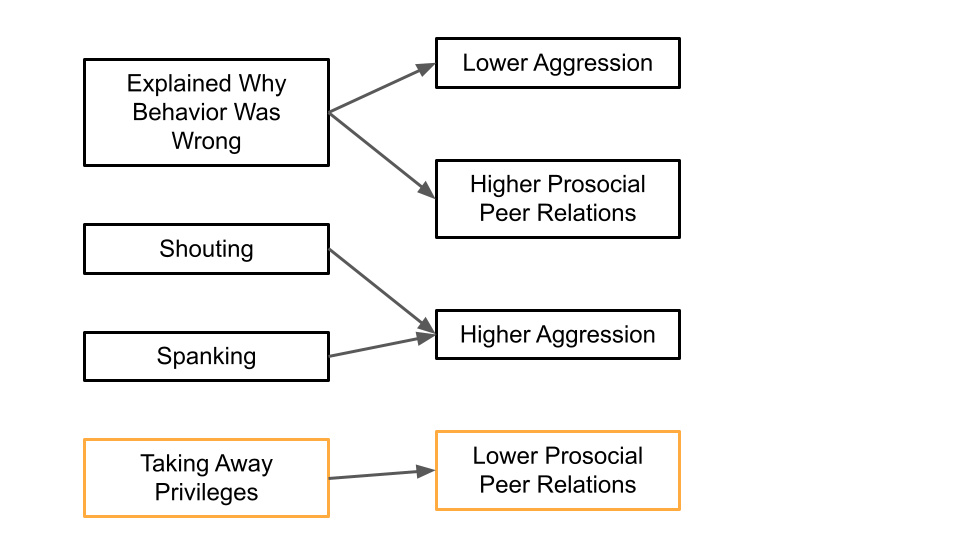 Explained Why
Behavior Was
Wrong
Lower Aggression
Higher Prosocial
Peer Relations
Shouting
Spanking
Higher Aggression
Taking Away
Privileges
Lower Prosocial
Peer Relations